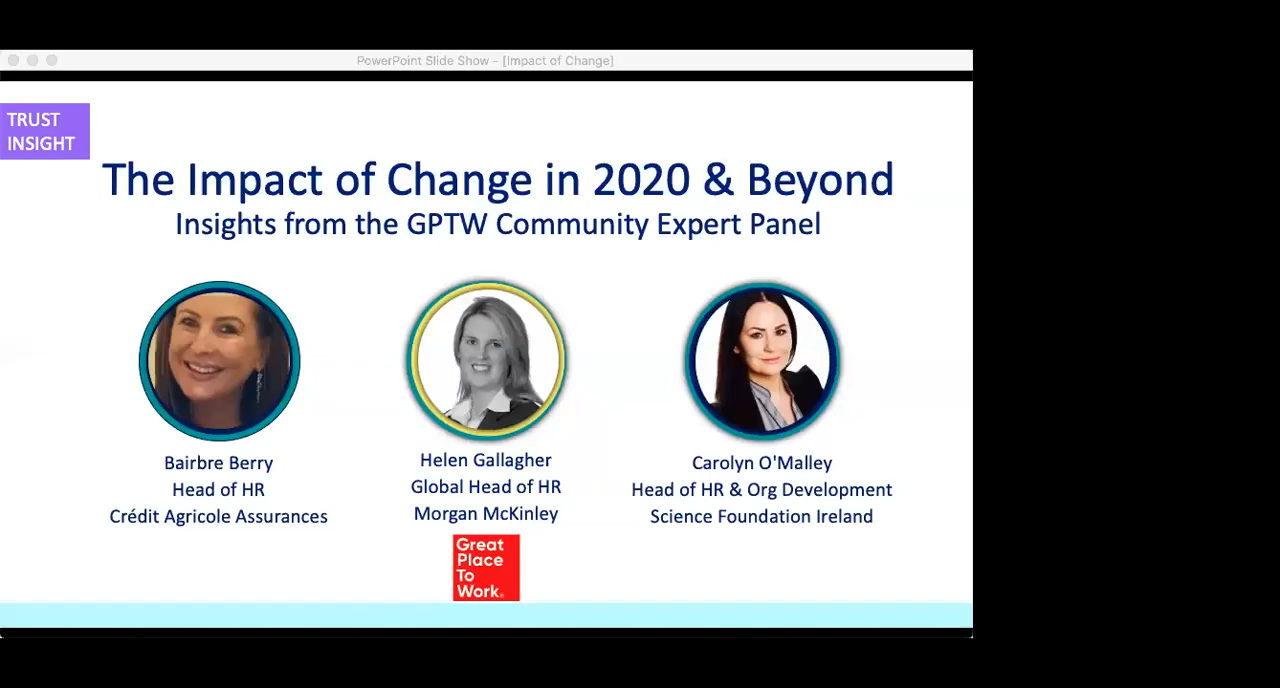 PowerPoint Slide Show – [Impact of Change]
TRUST
INSIGHT
The Impact of Change in 2020 & Beyond
Insights from the GPTW Community Expert Panel
Bairbre Berry
Head of HR
Crédit Agricole Assurances
Helen Gallagher
Global Head of HR
Morgan McKinley
Carolyn O'Malley
Head of HR & Org Development
Science Foundation Ireland
Great
Place
To
Work®